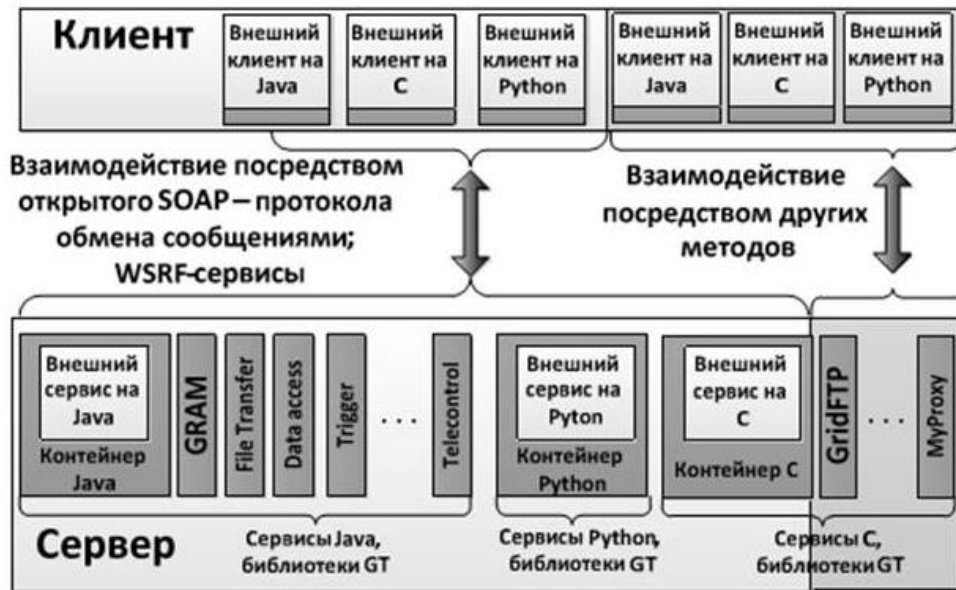 Клиент
Внешний
клиент на
Java
Внешний
клиент на
C
Внешний
клиент на
Python
Внешний
клиент на
Java
Внешний
клиент на
C
Внешний
клиент на
Python
Взаимодействие посредством
открытого SOAP – протокола
обмена сообщениями;
WSRF-сервисы
Взаимодействие
посредством других
методов
Внешний
сервис на
Java
Контейнер
Java
GRAM
File Transfer
Data access
Trigger
. . .
Telecontrol
Внешний
сервис на
Pyton
Контейнер
Python
Внешний
сервис на
C
Контейнер C
GridFTP
. . .
MyProxy
Сервер
Сервисы Java,
библиотеки GT
Сервисы Python,
библиотеки GT
Сервисы C,
библиотеки GT